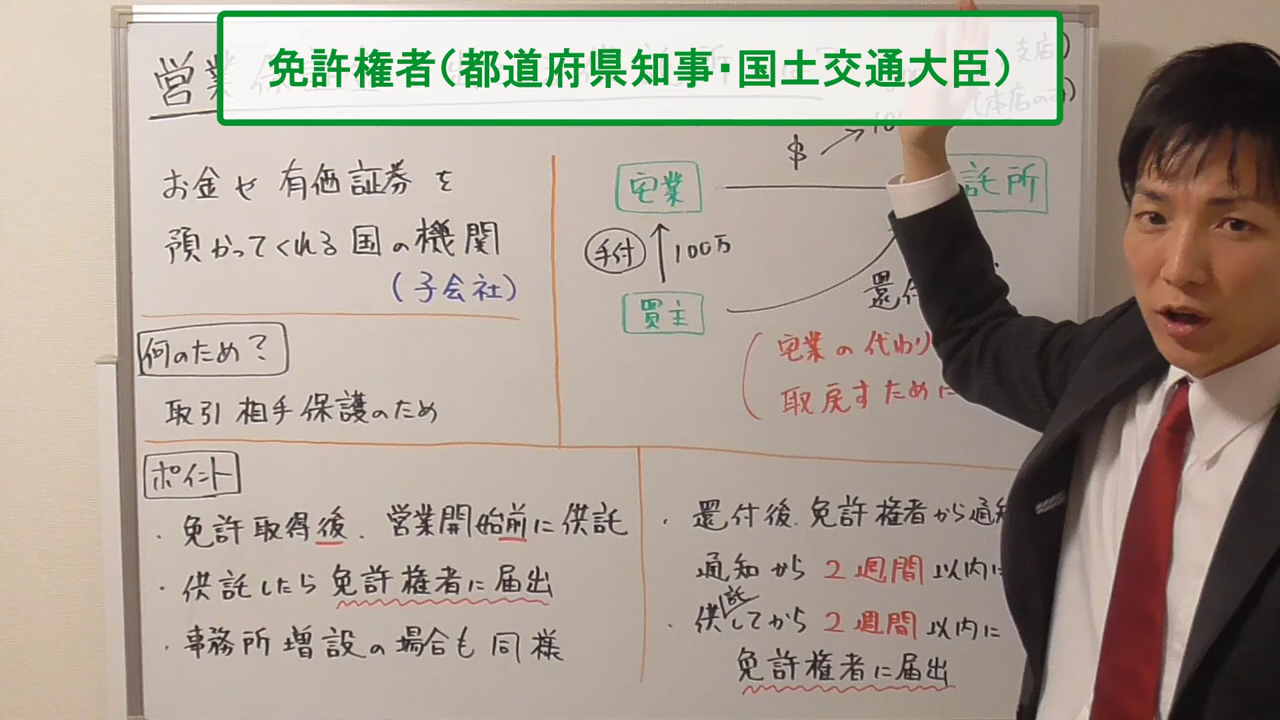 免許権者(都道府県知事・国土交通大臣)
営業
支店)
(本店のみ)
お金や有価証券を
預かってくれる国の機関
(子会社)
何のため?
取引相手保護のため
$
宅業
託所
手付
100万
買主
還付
宅業の代わり
取戻すために
ポイント
・免許取得後、営業開始前に供託
・供託したら免許権者に届出
・事務所増設の場合も同様
・還付後、免許権者から通知
通知から2週間以内に
・供託してから2週間以内に
免許権者に届出